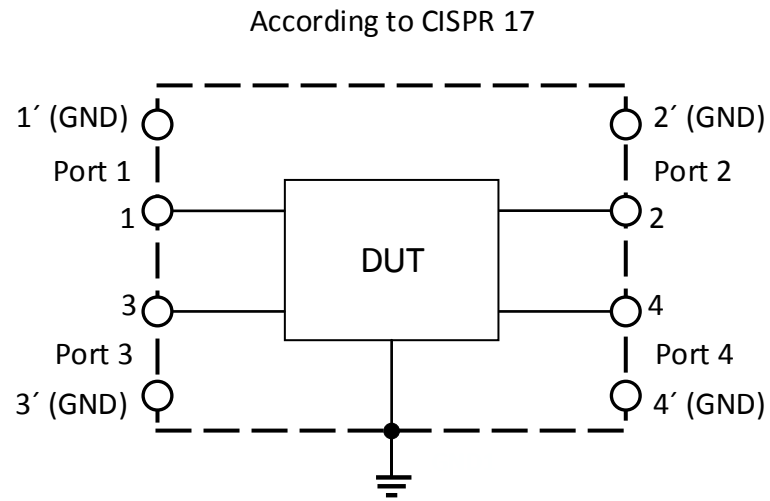 According to CISPR 17
1´ (GND)
2´ (GND)
Port 1
Port 2
1
2
DUT
3
4
Port 3
Port 4
3´ (GND)
4´ (GND)